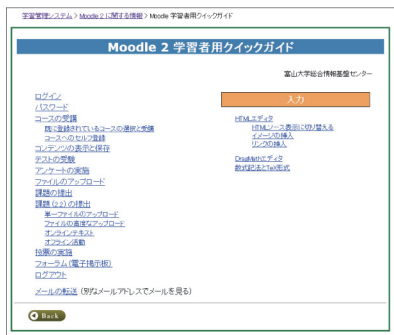 学習管理システム > Moodle 2 に関する情報 > Moodle 学習者用クイックガイド
Moodle 2 学習者用クイックガイド
富山大学総合情報基盤センター
ログイン
パスワード
コースの受講
既に登録されているコースの選択と受講
コースへのセルフ登録
コンテンツの表示と保存
テストの受験
アンケートの実施
ファイルのアップロード
課題の提出
課題(2.2)の提出
単一ファイルのアップロード
ファイルの高度なアップロード
オンラインテキスト
オフライン活動
投票の実施
フォーラム(電子掲示板)
ログアウト
メールの転送 (別なメールアドレスでメールを見る)
入力
HTMLエディタ
HTMLソース表示に切り替える
イメージの挿入
リンクの挿入
DragMathエディタ
数式記法とTeX形式
Back